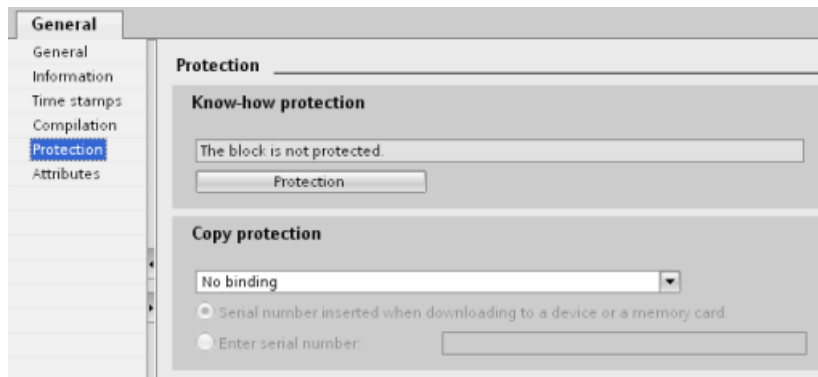 General
General
Information
Time stamps
Compilation
Protection
Attributes
Protection
Know-how protection
The block is not protected.
Protection
Copy protection
No binding
Serial number inserted when downloading to a device or a memory card.
Enter serial number: